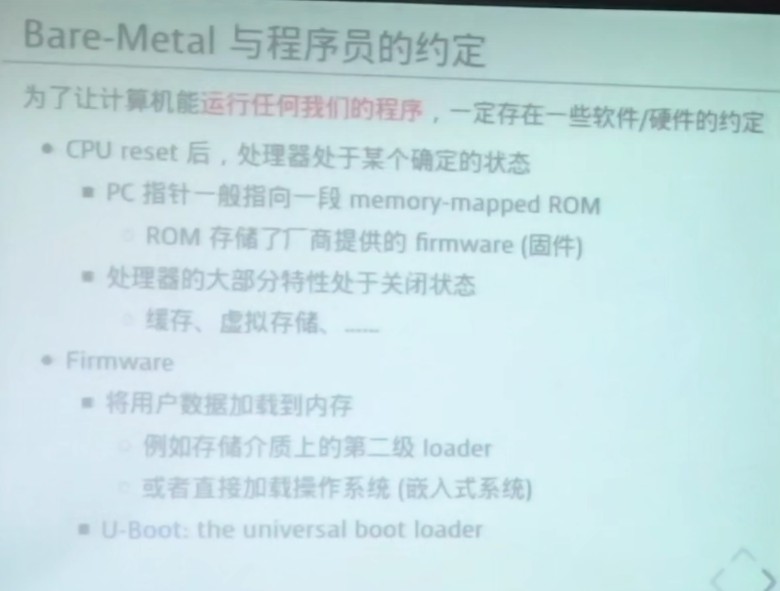 Bare-Metal 与程序员的约定
为了让计算机能运行任何我们的程序，一定存在一些软件/硬件的约定
CPU reset 后，处理器处于某个确定的状态
PC 指针一般指向一段 memory-mapped ROM
ROM 存储了厂商提供的 firmware (固件)
处理器的大部分特性处于关闭状态
缓存、虚拟存储、......
Firmware
将用户数据加载到内存
例如存储介质上的第二级 loader
或者直接加载操作系统 (嵌入式系统)
U-Boot: the universal boot loader